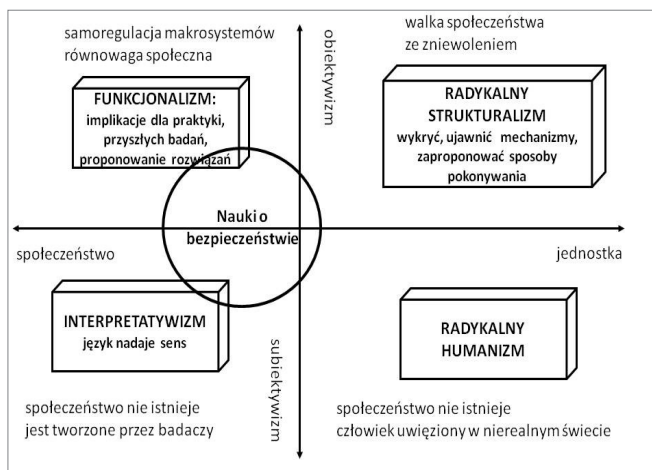 samoregulacja makrosystemów
równowaga społeczna
FUNKCJONALIZM:
implikacje dla praktyki,
przyszłych badań,
proponowanie rozwiązań
obiektywizm
walka społeczeństwa
ze zniewoleniem
RADYKALNY
STRUKTURALIZM
wykryć, ujawnić mechanizmy,
zaproponować sposoby
pokonywania
Nauki o
bezpieczeństwie
społeczeństwo
jednostka
INTERPRETATYWIZM
język nadaje sens
społeczeństwo nie istnieje
jest tworzone przez badaczy
subiektywizm
RADYKALNY
HUMANIZM
społeczeństwo nie istnieje
człowiek uwięziony w nierealnym świecie